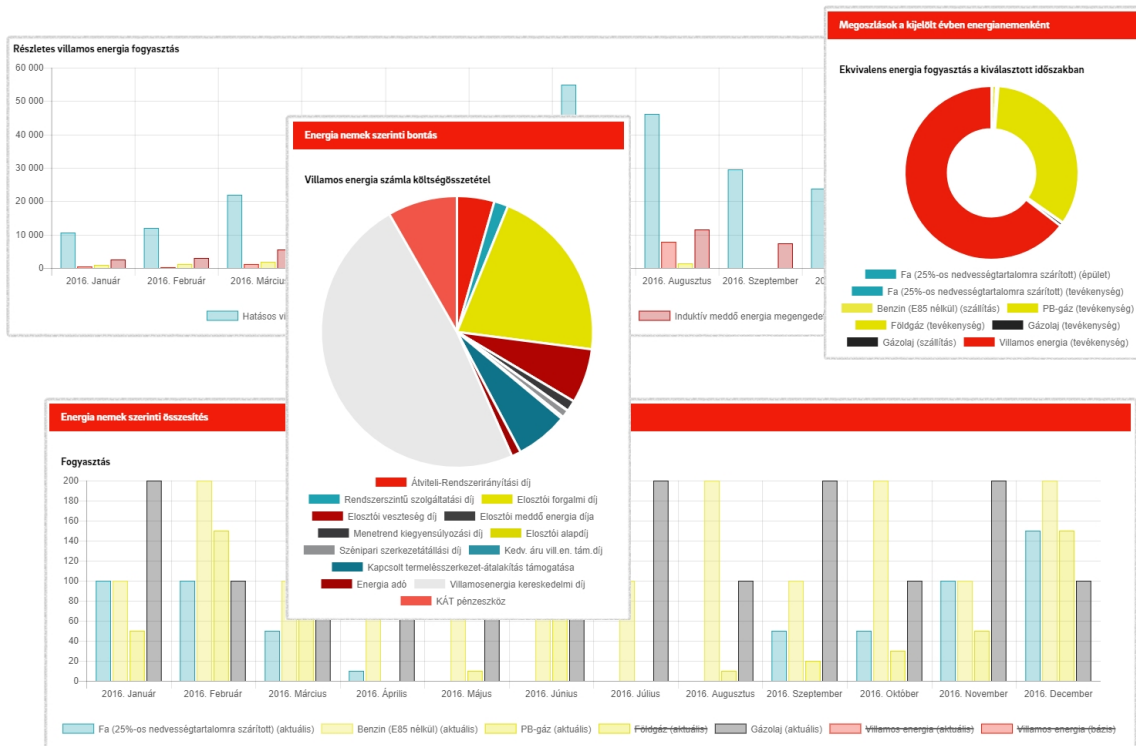 Részletes villamos energia fogyasztás
60 000
50 000
40 000
30 000
20 000
10 000
0
2016. Január
2016. Február
2016. Március
2016. Augusztus
2016. Szeptember
Hatásos
Induktív meddő energia
Megoszlások a kijelölt évben energianemenként
Ekvivalens energia fogyasztás a kiválasztott időszakban
Fa (25%-os nedvességtartalomra szárított) (épület)
Fa (25%-os nedvességtartalomra szárított) (tevékenység)
Benzin (E85 nélkül) (szállítás) PB-gáz (tevékenység)
Földgáz (tevékenység) Gázolaj (tevékenység)
Gázolaj (szállítás) Villamos energia (tevékenység)
Energia nemek szerinti bontás
Villamos energia számla költségösszetétel
Átviteli-Rendszerirányítási díj
Rendszerszintű szolgáltatási díj Elosztói forgalmi díj
Elosztói veszteség díj Elosztói meddő energia díja
Menetrend kiegyensúlyozási díj Elosztói alapdíj
Szénipari szerkezetátállási díj Kedv. áru vill.en. tám.díj
Kapcsolt termelésszerkezet-átalakítás támogatása
Energia adó Villamosenergia kereskedelmi díj
KÁT pénzeszköz
Energia nemek szerinti összesítés
Fogyasztás
200
180
160
140
120
100
80
60
40
20
0
2016. Január
2016. Február
2016. Március
2016. Április
2016. Május
2016. Június
2016. Július
2016. Augusztus
2016. Szeptember
2016. Október
2016. November
2016. December
Fa (25%-os nedvességtartalomra szárított) (aktuális) Benzin (E85 nélkül) (aktuális) PB-gáz (aktuális) Földgáz (aktuális) Gázolaj (aktuális) Villamos energia (aktuális) Villamos energia (bázis)